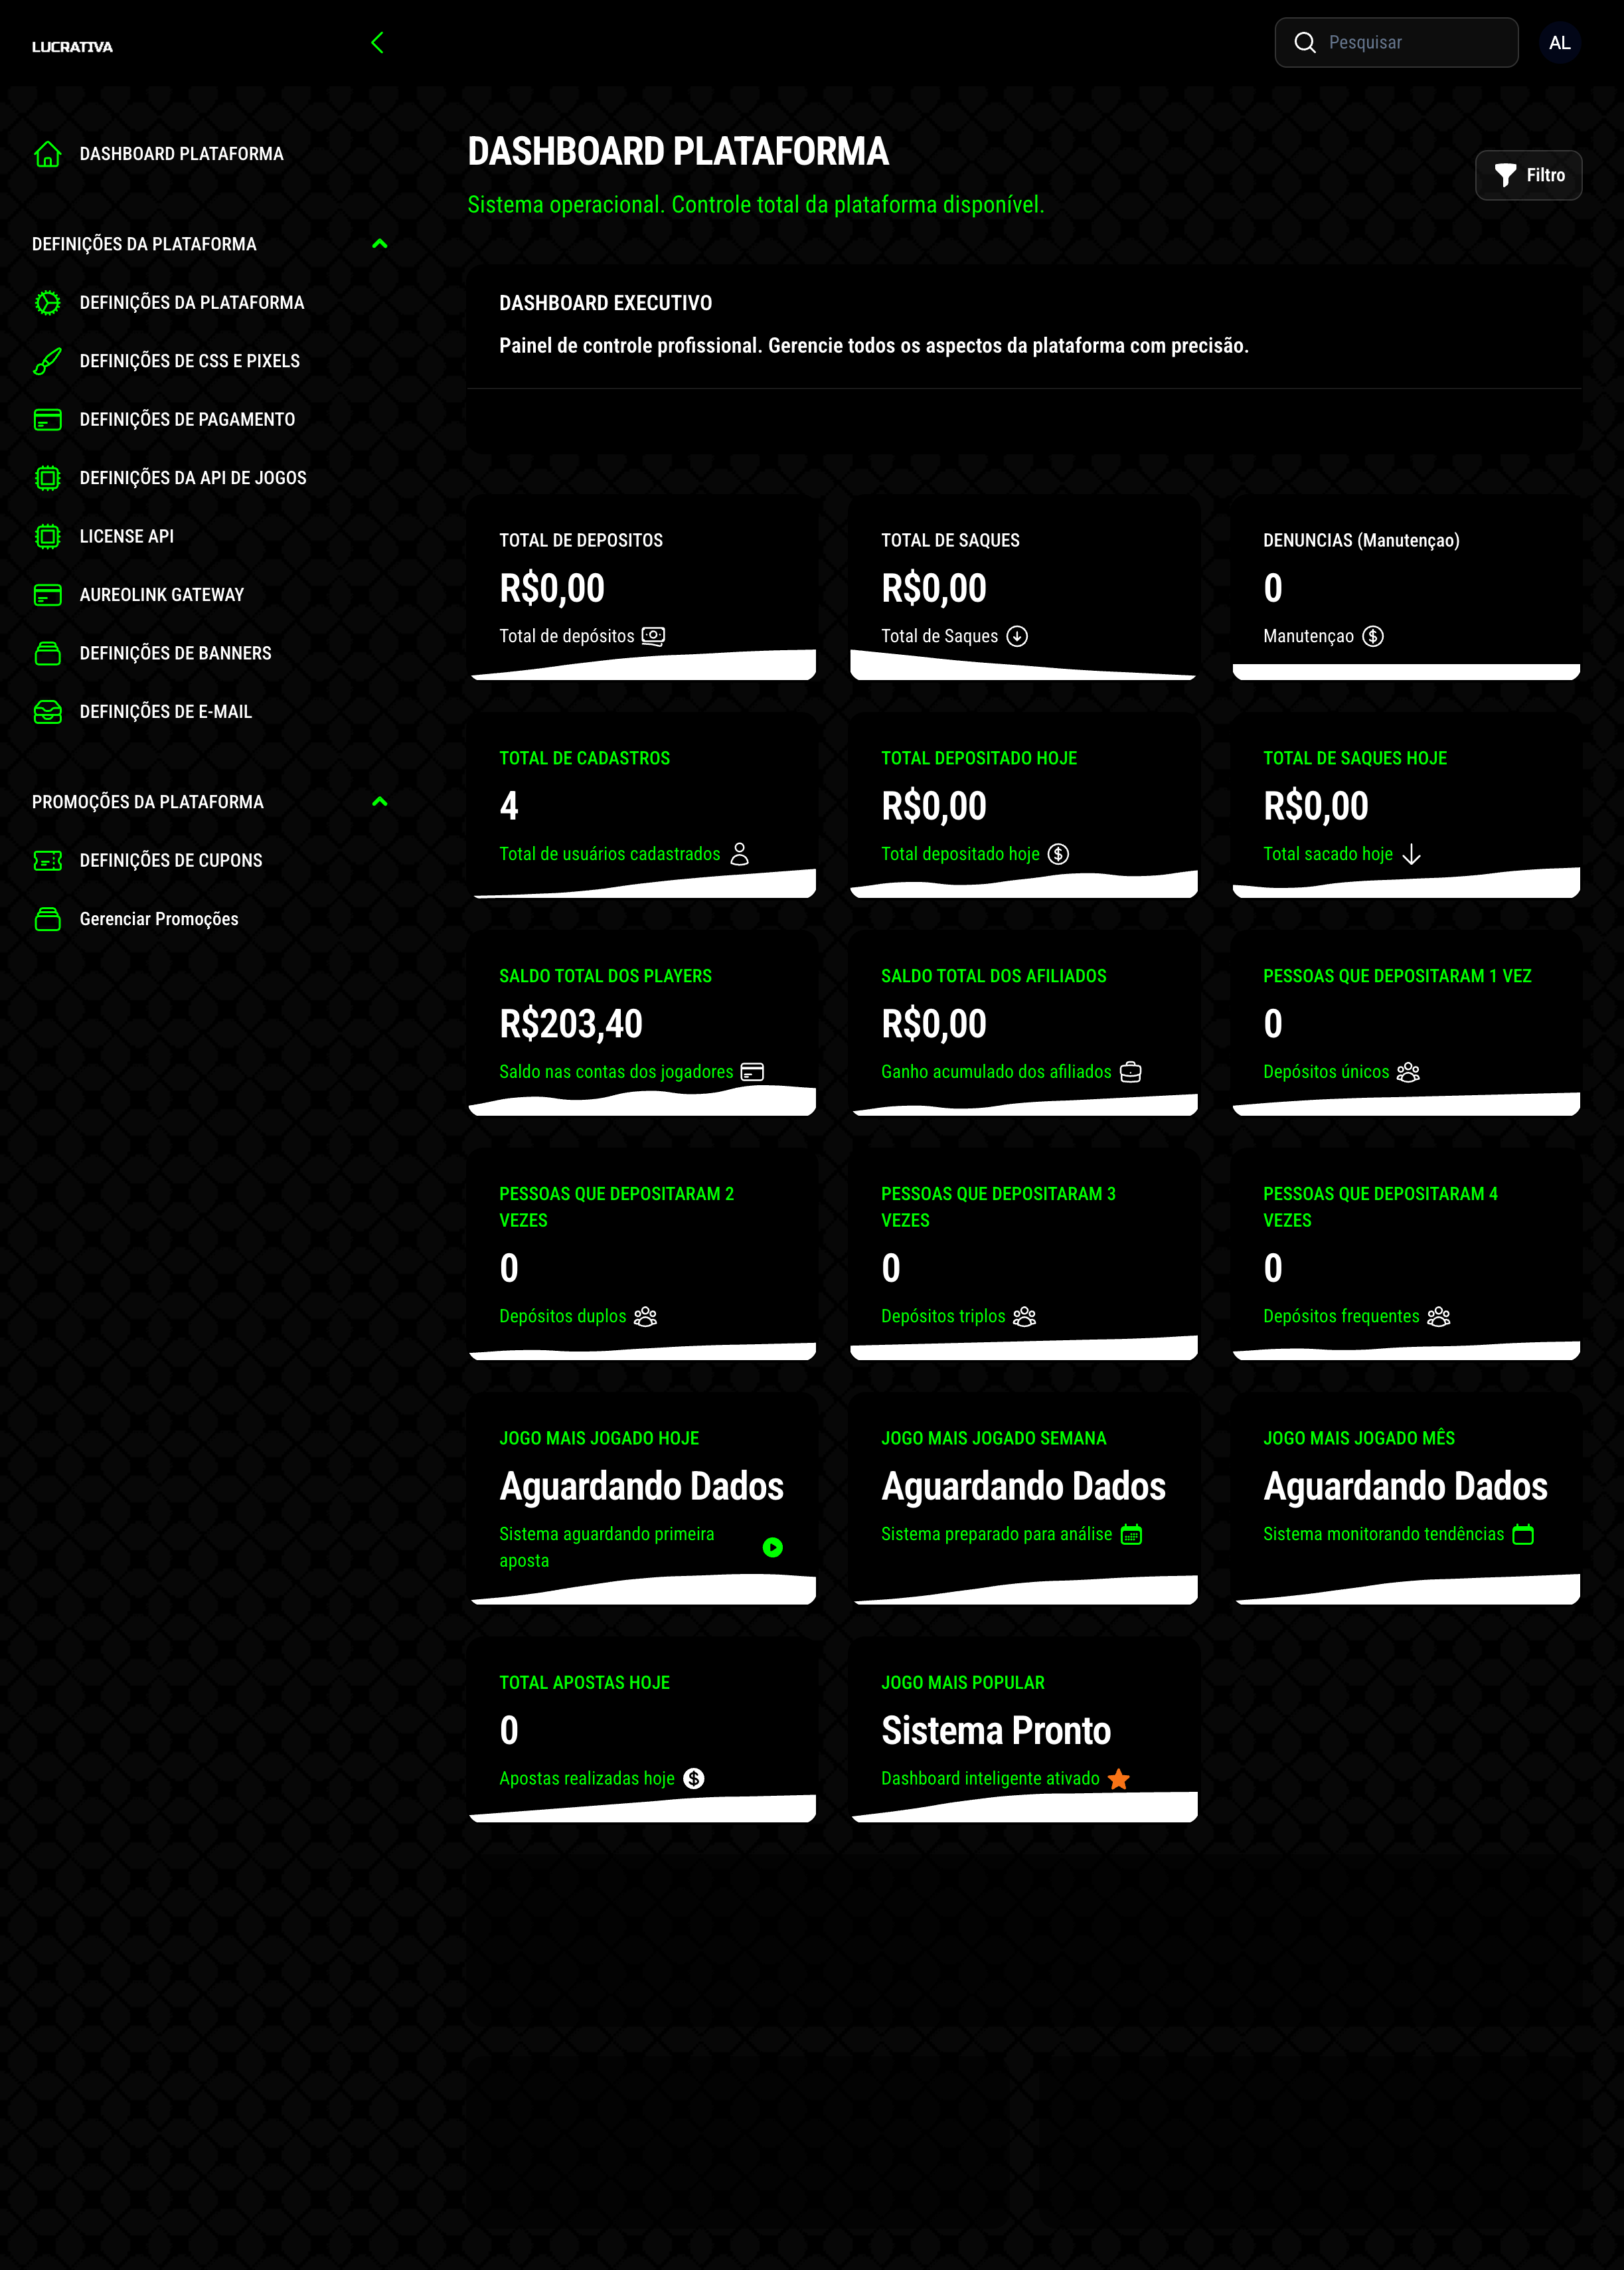 LUCRATIVA
Pesquisar
AL
DASHBOARD PLATAFORMA
DEFINIÇÕES DA PLATAFORMA
DEFINIÇÕES DA PLATAFORMA
DEFINIÇÕES DE CSS E PIXELS
DEFINIÇÕES DE PAGAMENTO
DEFINIÇÕES DA API DE JOGOS
LICENSE API
AUREOLINK GATEWAY
DEFINIÇÕES DE BANNERS
DEFINIÇÕES DE E-MAIL
PROMOÇÕES DA PLATAFORMA
DEFINIÇÕES DE CUPONS
Gerenciar Promoções
DASHBOARD PLATAFORMA
Sistema operacional. Controle total da plataforma disponível.
Filtro
DASHBOARD EXECUTIVO
Painel de controle profissional. Gerencie todos os aspectos da plataforma com precisão.
TOTAL DE DEPOSITOS
R$0,00
Total de depósitos
TOTAL DE SAQUES
R$0,00
Total de Saques
DENUNCIAS (Manutençao)
0
Manutençao
TOTAL DE CADASTROS
4
Total de usuários cadastrados
TOTAL DEPOSITADO HOJE
R$0,00
Total depositado hoje
TOTAL DE SAQUES HOJE
R$0,00
Total sacado hoje
SALDO TOTAL DOS PLAYERS
R$203,40
Saldo nas contas dos jogadores
SALDO TOTAL DOS AFILIADOS
R$0,00
Ganho acumulado dos afiliados
PESSOAS QUE DEPOSITARAM 1 VEZ
0
Depósitos únicos
PESSOAS QUE DEPOSITARAM 2
VEZES
0
Depósitos duplos
PESSOAS QUE DEPOSITARAM 3
VEZES
0
Depósitos triplos
PESSOAS QUE DEPOSITARAM 4
VEZES
0
Depósitos frequentes
JOGO MAIS JOGADO HOJE
Aguardando Dados
Sistema aguardando primeira
aposta
JOGO MAIS JOGADO SEMANA
Aguardando Dados
Sistema preparado para análise
JOGO MAIS JOGADO MÊS
Aguardando Dados
Sistema monitorando tendências
TOTAL APOSTAS HOJE
0
Apostas realizadas hoje
JOGO MAIS POPULAR
Sistema Pronto
Dashboard inteligente ativado